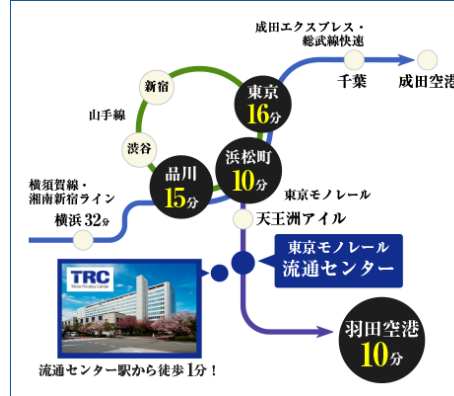 成田エクスプレス・
総武線快速
千葉
成田空港
新宿
山手線
渋谷
東京
16分
浜松町
10分
品川
15分
横須賀線・
湘南新宿ライン
横浜 32分
東京モノレール
天王洲アイル
東京モノレール
流通センター
TRC
羽田空港
10分
流通センター駅から徒歩1分！